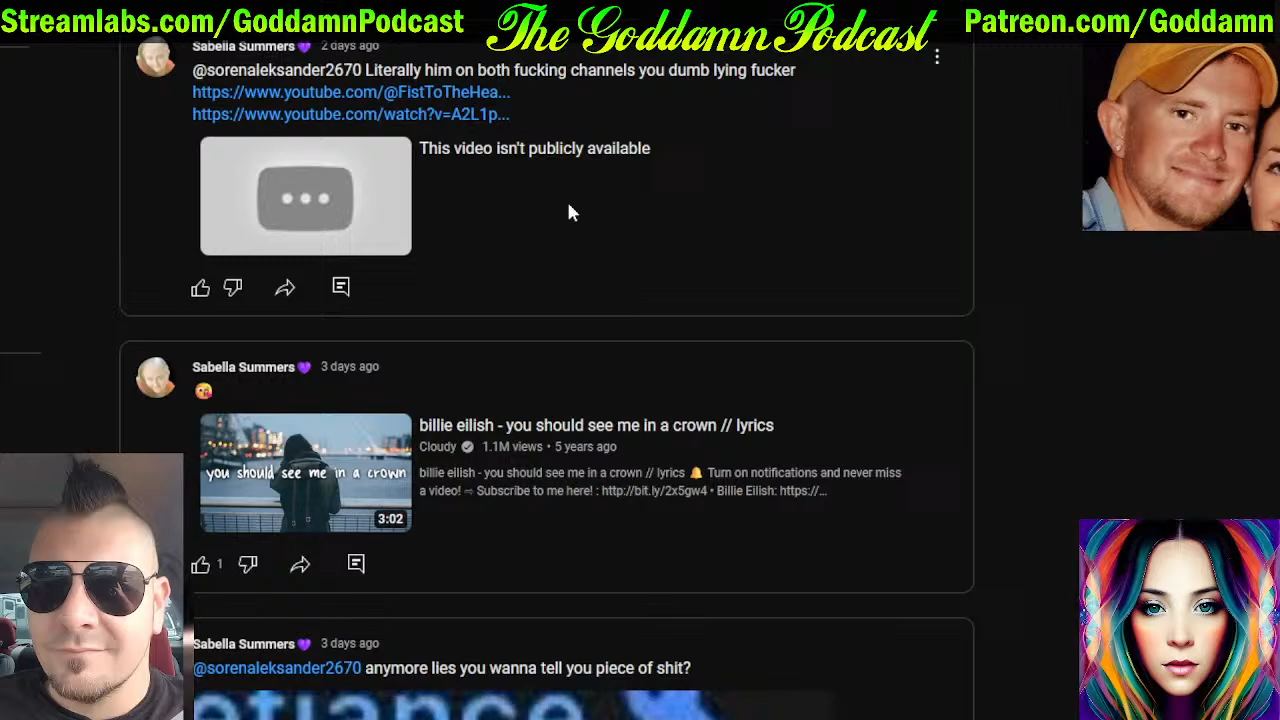 Streamlabs.com/GoddamnPodcast
The Goddamn Podcast
Patreon.com/Goddamn
Sabella Summers💜 2 days ago
@sorenaleksander2670 Literally him on both fucking channels you dumb lying fucker
https://www.youtube.com/@FistToTheHea...
https://www.youtube.com/watch?v=A2L1p...
This video isn't publicly available
Sabella Summers💜 3 days ago
😘
billie eilish - you should see me in a crown // lyrics
Cloudy 1.1M views • 5 years ago
you should see me in a crown
billie eilish - you should see me in a crown // lyrics 🔔 Turn on notifications and never miss
a video! ⇨ Subscribe to me here! : http://bit.ly/2x5gw4 • Billie Eilish: https://...
3:02
1
Sabella Summers💜 3 days ago
@sorenaleksander2670 anymore lies you wanna tell you piece of shit?